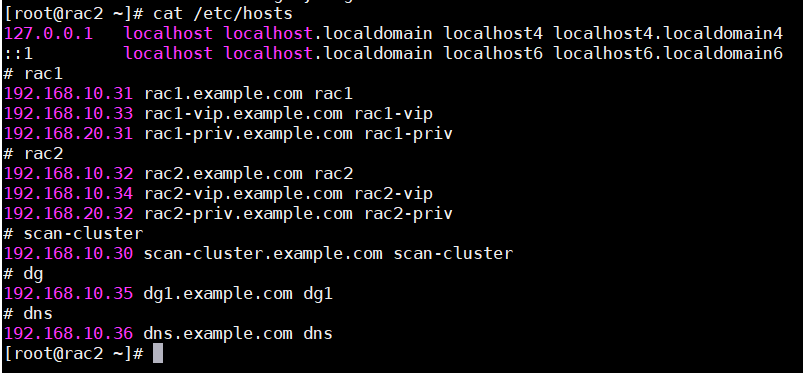 [root@rac2 ~]# cat /etc/hosts
127.0.0.1   localhost localhost.localdomain localhost4 localhost4.localdomain4
::1         localhost localhost.localdomain localhost6 localhost6.localdomain6
# rac1
192.168.10.31 rac1.example.com rac1
192.168.10.33 rac1-vip.example.com rac1-vip
192.168.20.31 rac1-priv.example.com rac1-priv
# rac2
192.168.10.32 rac2.example.com rac2
192.168.10.34 rac2-vip.example.com rac2-vip
192.168.20.32 rac2-priv.example.com rac2-priv
# scan-cluster
192.168.10.30 scan-cluster.example.com scan-cluster
# dg
192.168.10.35 dg1.example.com dg1
# dns
192.168.10.36 dns.example.com dns
[root@rac2 ~]#